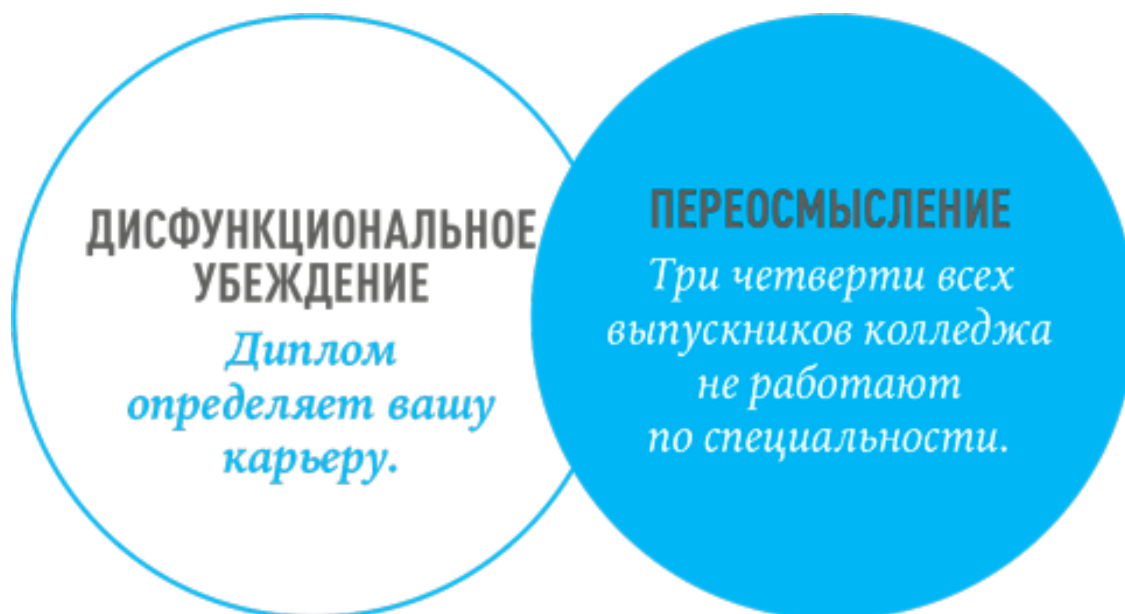 ДИСФУНКЦИОНАЛЬНОЕ
УБЕЖДЕНИЕ
Диплом
определяет вашу
карьеру.
ПЕРЕОСМЫСЛЕНИЕ
Три четверти всех
выпускников колледжа
не работают
по специальности.